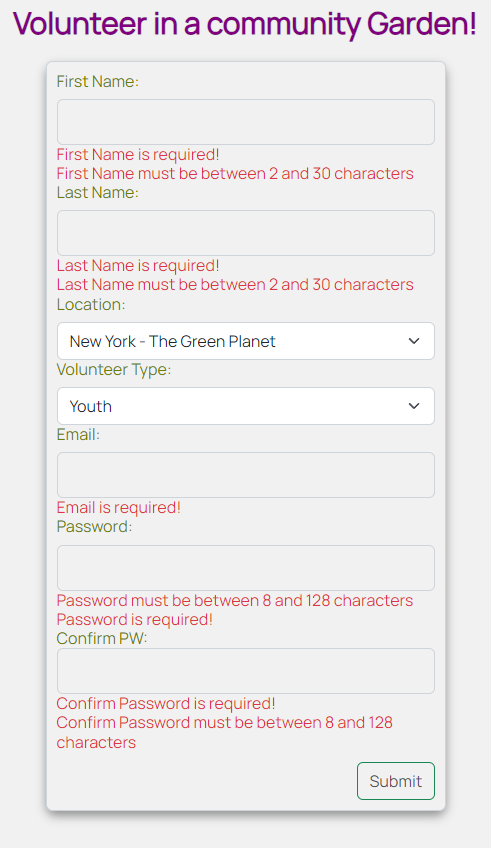 Volunteer in a community Garden!
First Name:
First Name is required!
First Name must be between 2 and 30 characters
Last Name:
Last Name is required!
Last Name must be between 2 and 30 characters
Location:
New York - The Green Planet
Volunteer Type:
Youth
Email:
Email is required!
Password:
Password must be between 8 and 128 characters
Password is required!
Confirm PW:
Confirm Password is required!
Confirm Password must be between 8 and 128
characters
Submit